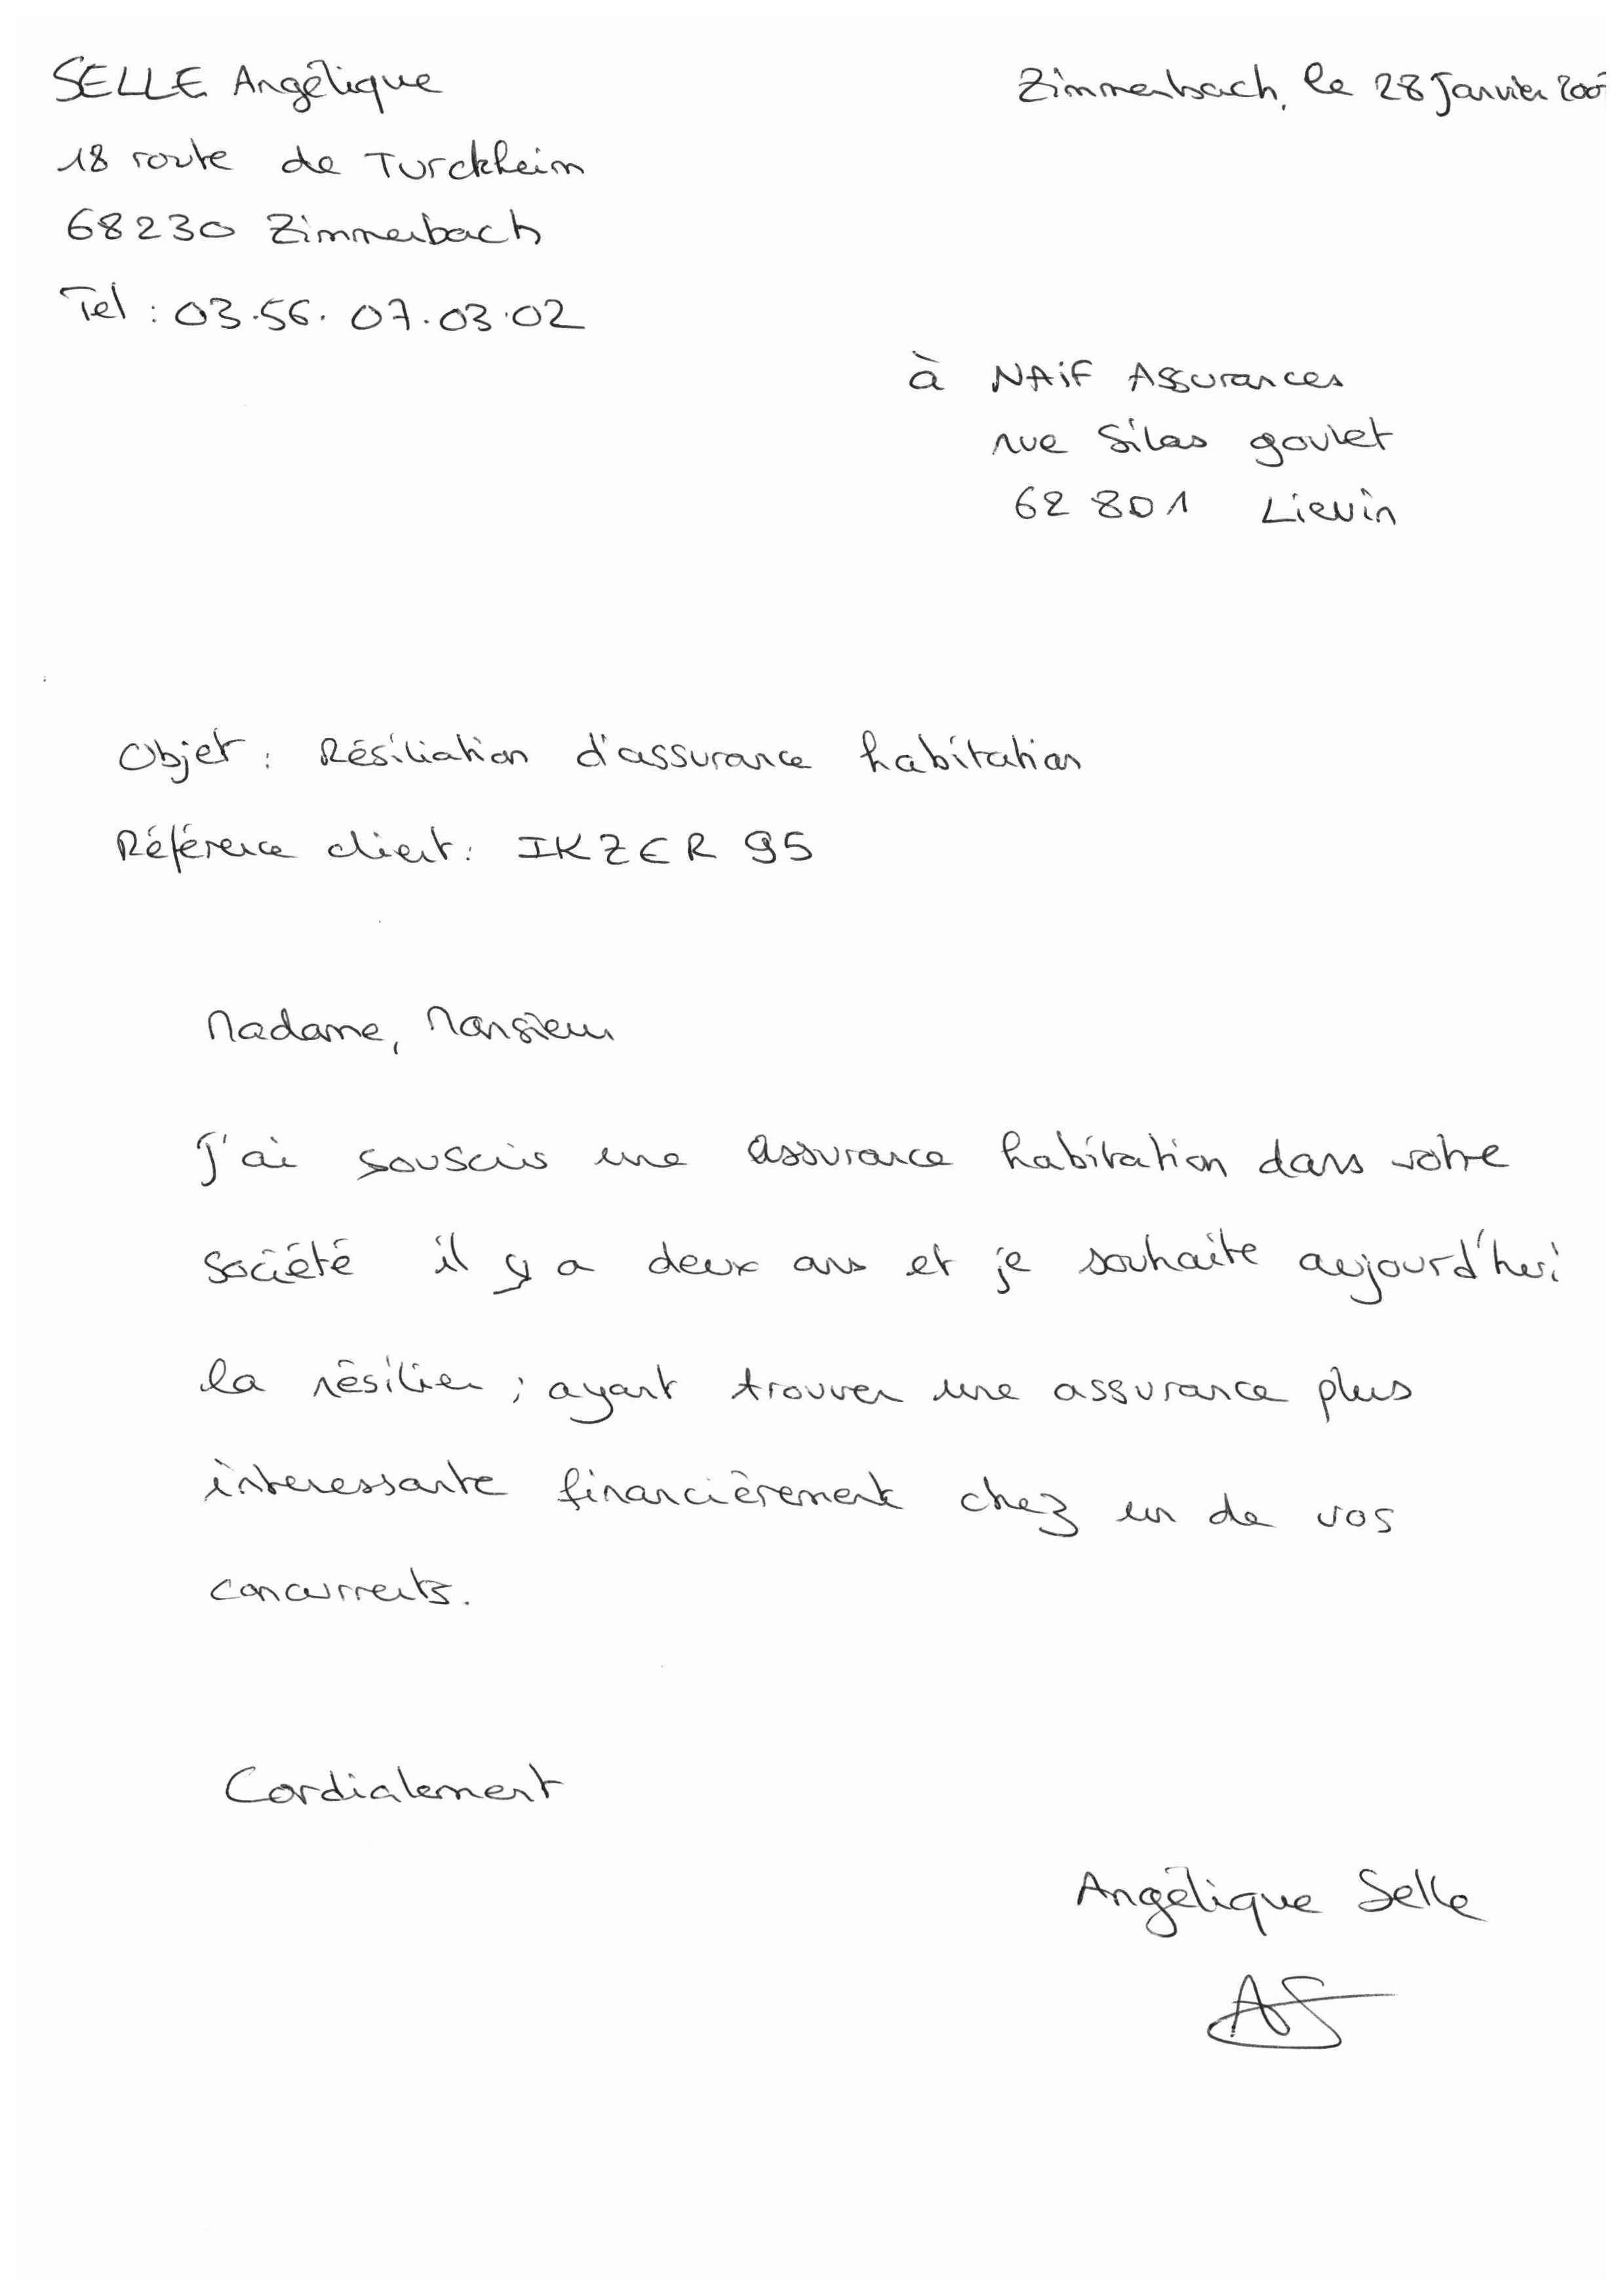 SELLE Angélique
Zimmerbach, le 28 Janvier
18 route de Turckheim
68230 Zimmerbach
Tel : 03.56.07.03.02
à NAiF Assurances
rue Silas goulet
62 801 Lievin
Objet : Résiliation d'assurance habitation
Référence client : IKZER 95
Madame, Monsieur
J'ai souscris une assurance habitation dans votre
société il y a deux ans et je souhaite aujourd'hui
la résilier ; ayant trouver une assurance plus
interessante financièrement chez un de vos
concurrents.
Cordialement
Angélique Selle
AS